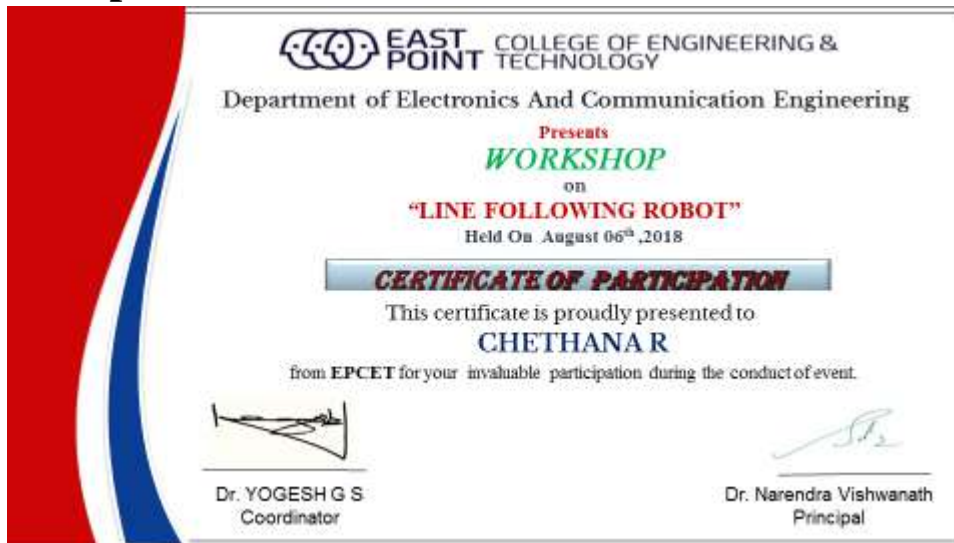 EAST POINT COLLEGE OF ENGINEERING & TECHNOLOGY
Department of Electronics And Communication Engineering
Presents
WORKSHOP
on
“LINE FOLLOWING ROBOT”
Held On August 06th ,2018
CERTIFICATE OF PARTICIPATION
This certificate is proudly presented to
CHETHANA R
from EPCET for your invaluable participation during the conduct of event.
Dr. YOGESH G S
Coordinator
Dr. Narendra Vishwanath
Principal